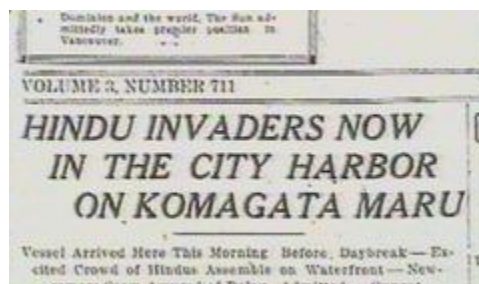 Dominion and the world, The Sun ad-
mittedly takes premier position in
Vancouver.
VOLUME 3, NUMBER 711
HINDU INVADERS NOW
IN THE CITY HARBOR
ON KOMAGATA MARU
Vessel Arrived Here This Morning Before Daybreak — Ex-
cited Crowd of Hindus Assemble on Waterfront — New-